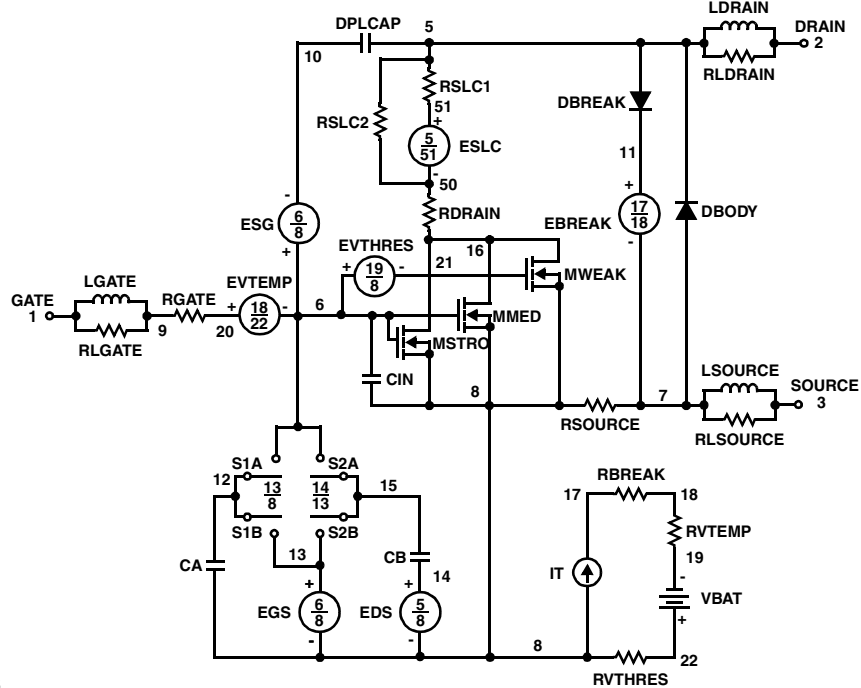 LDRAIN
DPLCAP 5 DRAIN
10 2
RLDRAIN
RSLC1
51
DBREAK
RSLC2
+
5
51
ESLC
-
11
50
-
+
RDRAIN
ESG
6
8
EBREAK
17
18
DBODY
+
EVTHRES
16
-
+
19
8
-
21
MWEAK
LGATE
EVTEMP
GATE
1
RGATE
+
18
22
-
6
MMED
9
20
RLGATE
MSTRO
CIN
LSOURCE
8
7
SOURCE
3
RSOURCE
RLSOURCE
S1A
S2A
12
13
8
14
13
15
RBREAK
17
18
S1B
S2B
RVTEMP
13
CB
19
CA
14
IT
-
+
+
VBAT
EGS
6
8
EDS
5
8
+
-
-
8
22
RVTHRES